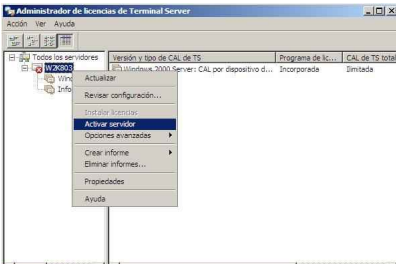 Administrador de licencias de Terminal Server
Acción Ver Ayuda
Todos los servidores
W2K803
Wind
Info
Versión y tipo de CAL de TS Programa de lic... CAL de TS total
Windows 2000 Server: CAL por dispositivo d... Incorporada Ilimitada
Actualizar
Revisar configuración...
Instalar licencias
Activar servidor
Opciones avanzadas
Crear informe
Eliminar informes...
Propiedades
Ayuda